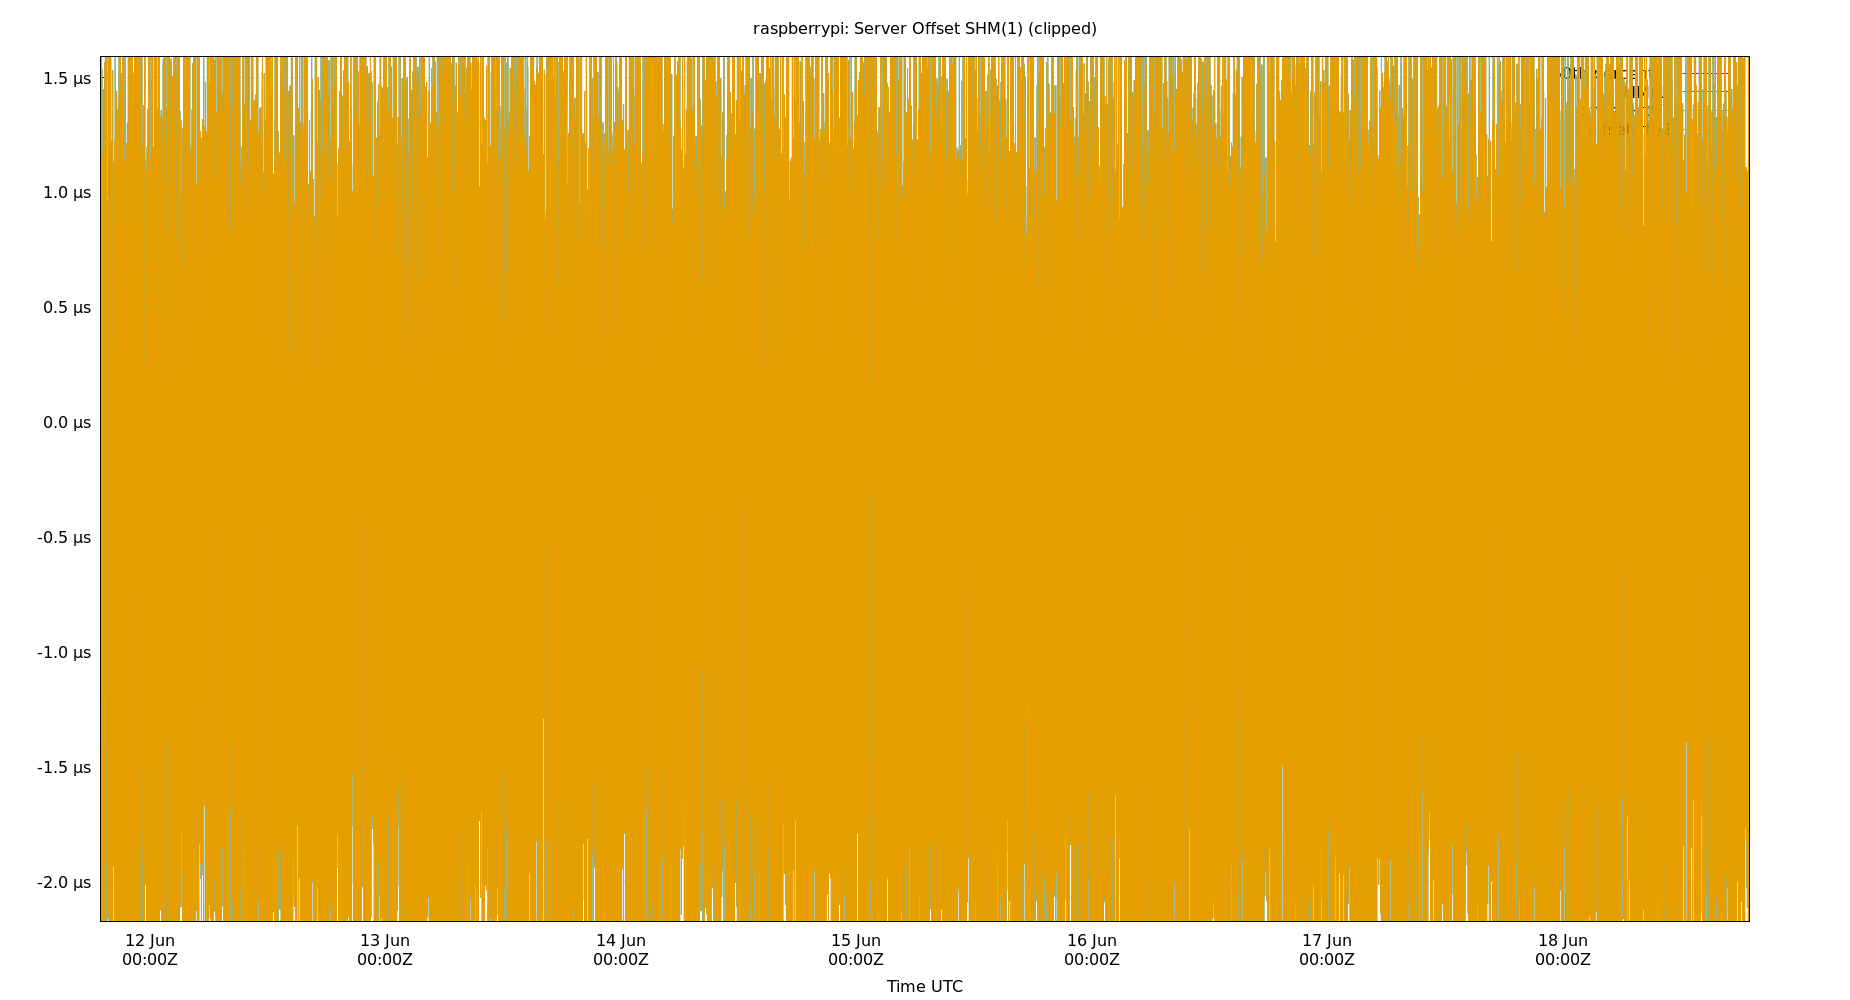 raspberrypi: Server Offset SHM(1) (clipped)
1.5 µs
1.0 µs
0.5 µs
0.0 µs
-0.5 µs
-1.0 µs
-1.5 µs
-2.0 µs
12 Jun
00:00Z
13 Jun
00:00Z
14 Jun
00:00Z
15 Jun
00:00Z
16 Jun
00:00Z
17 Jun
00:00Z
18 Jun
00:00Z
Time UTC